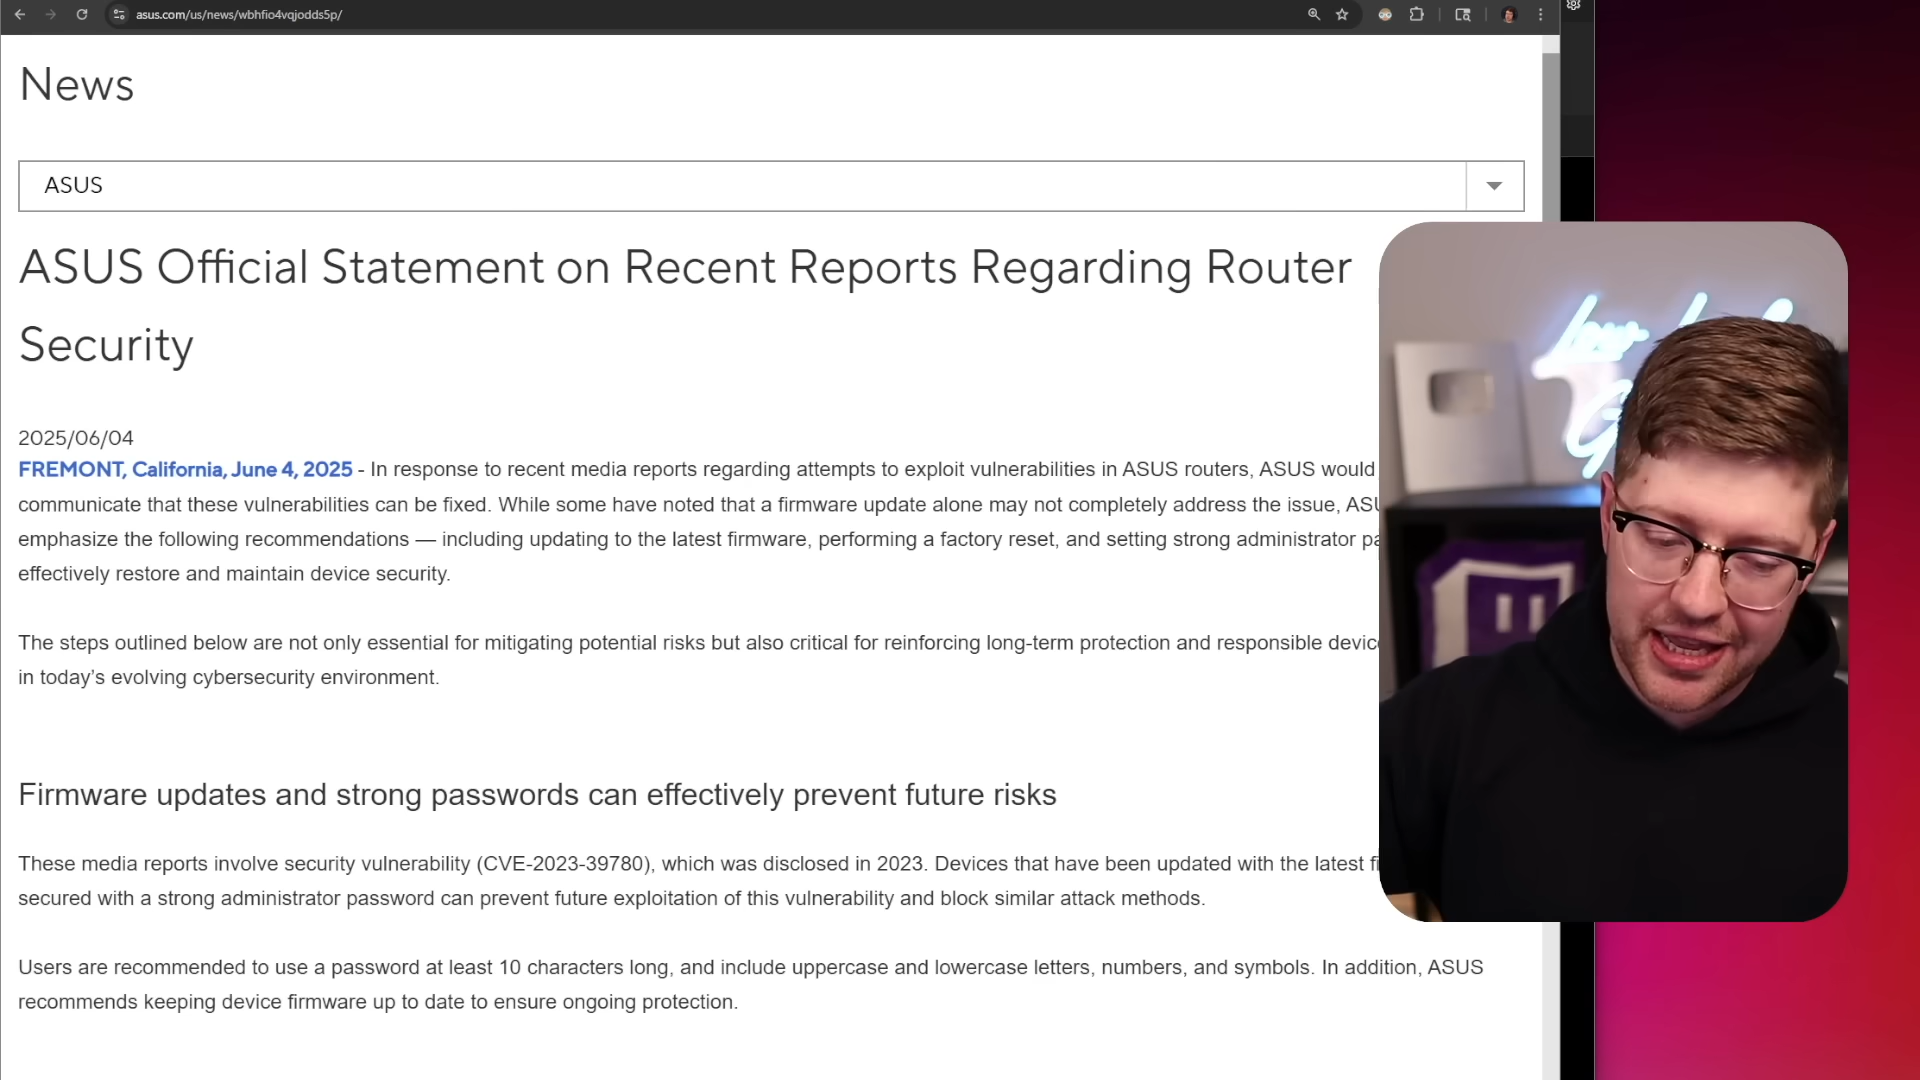 asus.com/us/news/wbhfio4vqjodds5p/
News
ASUS
ASUS Official Statement on Recent Reports Regarding Router
Security
2025/06/04
FREMONT, California, June 4, 2025 - In response to recent media reports regarding attempts to exploit vulnerabilities in ASUS routers, ASUS would
communicate that these vulnerabilities can be fixed. While some have noted that a firmware update alone may not completely address the issue,
emphasize the following recommendations — including updating to the latest firmware, performing a factory reset, and setting strong administrator
effectively restore and maintain device security.
The steps outlined below are not only essential for mitigating potential risks but also critical for reinforcing long-term protection and responsible
in today's evolving cybersecurity environment.
Firmware updates and strong passwords can effectively prevent future risks
These media reports involve security vulnerability (CVE-2023-39780), which was disclosed in 2023. Devices that have been updated with the latest
secured with a strong administrator password can prevent future exploitation of this vulnerability and block similar attack methods.
Users are recommended to use a password at least 10 characters long, and include uppercase and lowercase letters, numbers, and symbols. In addition, ASUS
recommends keeping device firmware up to date to ensure ongoing protection.